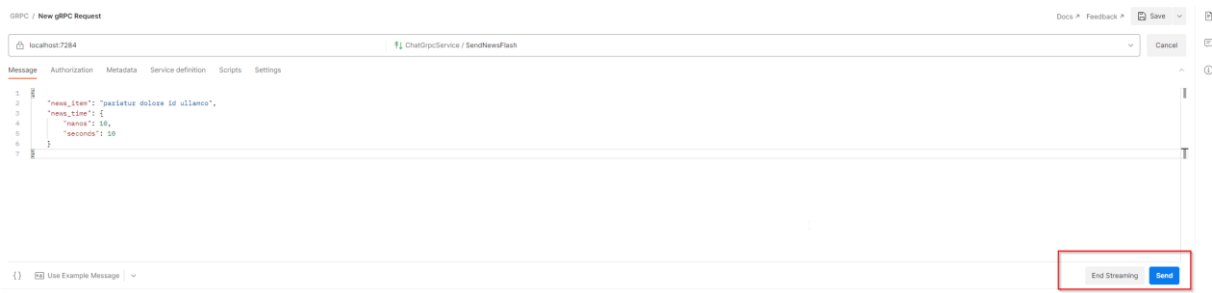 GRPC / New gRPC Request
Docs Feedback Save
localhost:7284 ChatGrpcService / SendNewsFlash Cancel
Message Authorization Metadata Service definition Scripts Settings
1 {
2 "news_item": "pariatur dolore id ullamco",
3 "news_time": {
4 "nanos": 10,
5 "seconds": 10
6 }
7 }
{} Use Example Message End Streaming Send